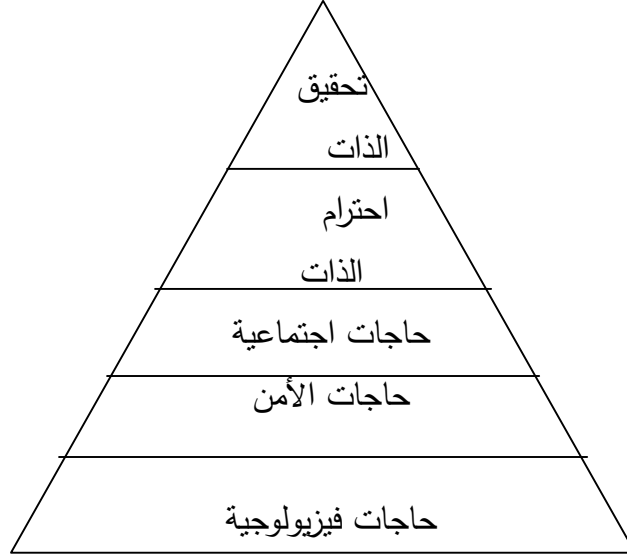 تحقيق
الذات
احترام
الذات
حاجات اجتماعية
حاجات الأمن
حاجات فيزيولوجية